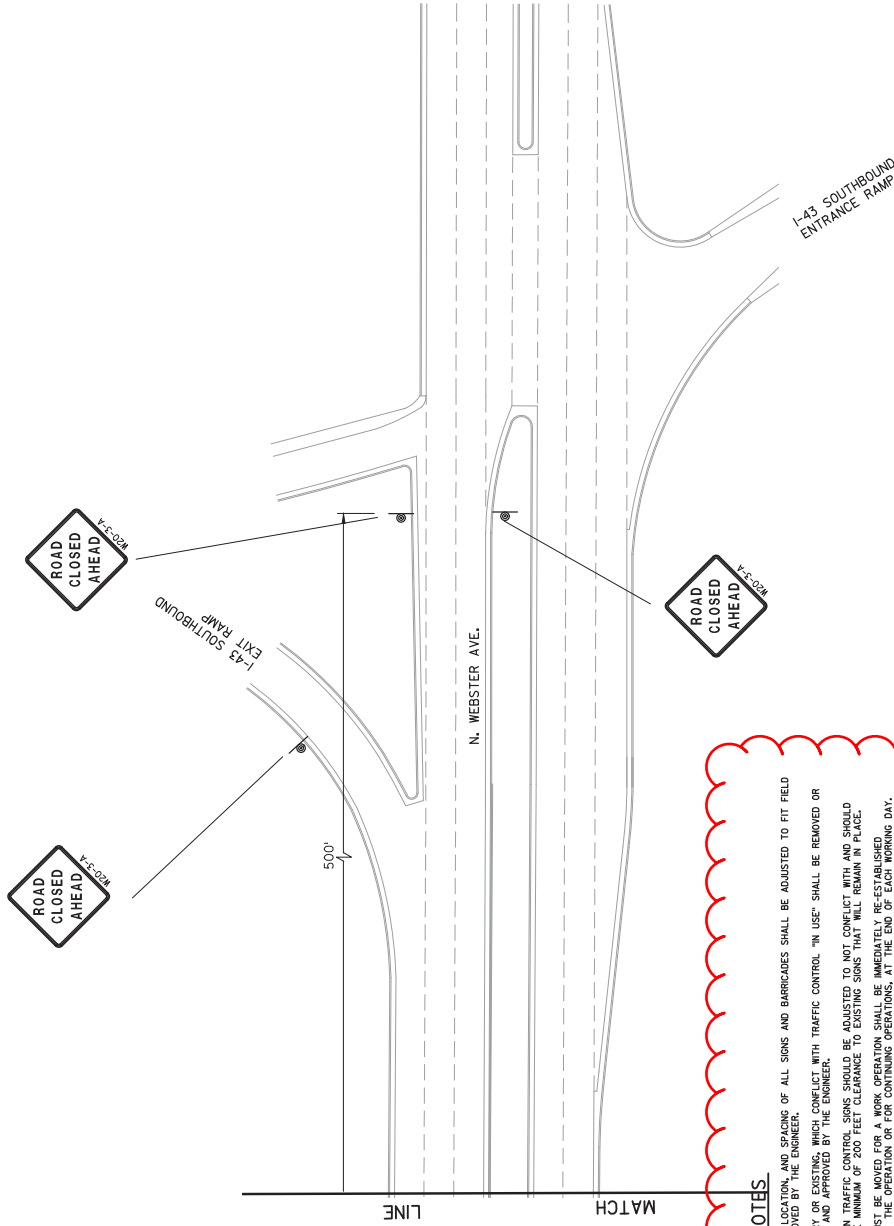 ROAD
CLOSED
AHEAD
W20-3-A
ROAD
CLOSED
AHEAD
W20-3-A
I-43 SOUTHBOUND
EXIT RAMP
500'
N. WEBSTER AVE.
ROAD
CLOSED
AHEAD
W20-3-A
I-43 SOUTHBOUND
ENTRANCE RAMP
MATCH
LINE
OTES
LOCATION, AND SPACING OF ALL SIGNS AND BARRICADES SHALL BE ADJUSTED TO FIT FIELD
OVED BY THE ENGINEER.
RY OR EXISTING, WHICH CONFLICT WITH TRAFFIC CONTROL "IN USE" SHALL BE REMOVED OR
AND APPROVED BY THE ENGINEER.
N TRAFFIC CONTROL SIGNS SHOULD BE ADJUSTED TO NOT CONFLICT WITH AND SHOULD
MINIMUM OF 200 FEET CLEARANCE TO EXISTING SIGNS THAT WILL REMAIN IN PLACE.
ST BE MOVED FOR A WORK OPERATION SHALL BE IMMEDIATELY RE-ESTABLISHED
THE OPERATION OR FOR CONTINUING OPERATIONS, AT THE END OF EACH WORKING DAY.